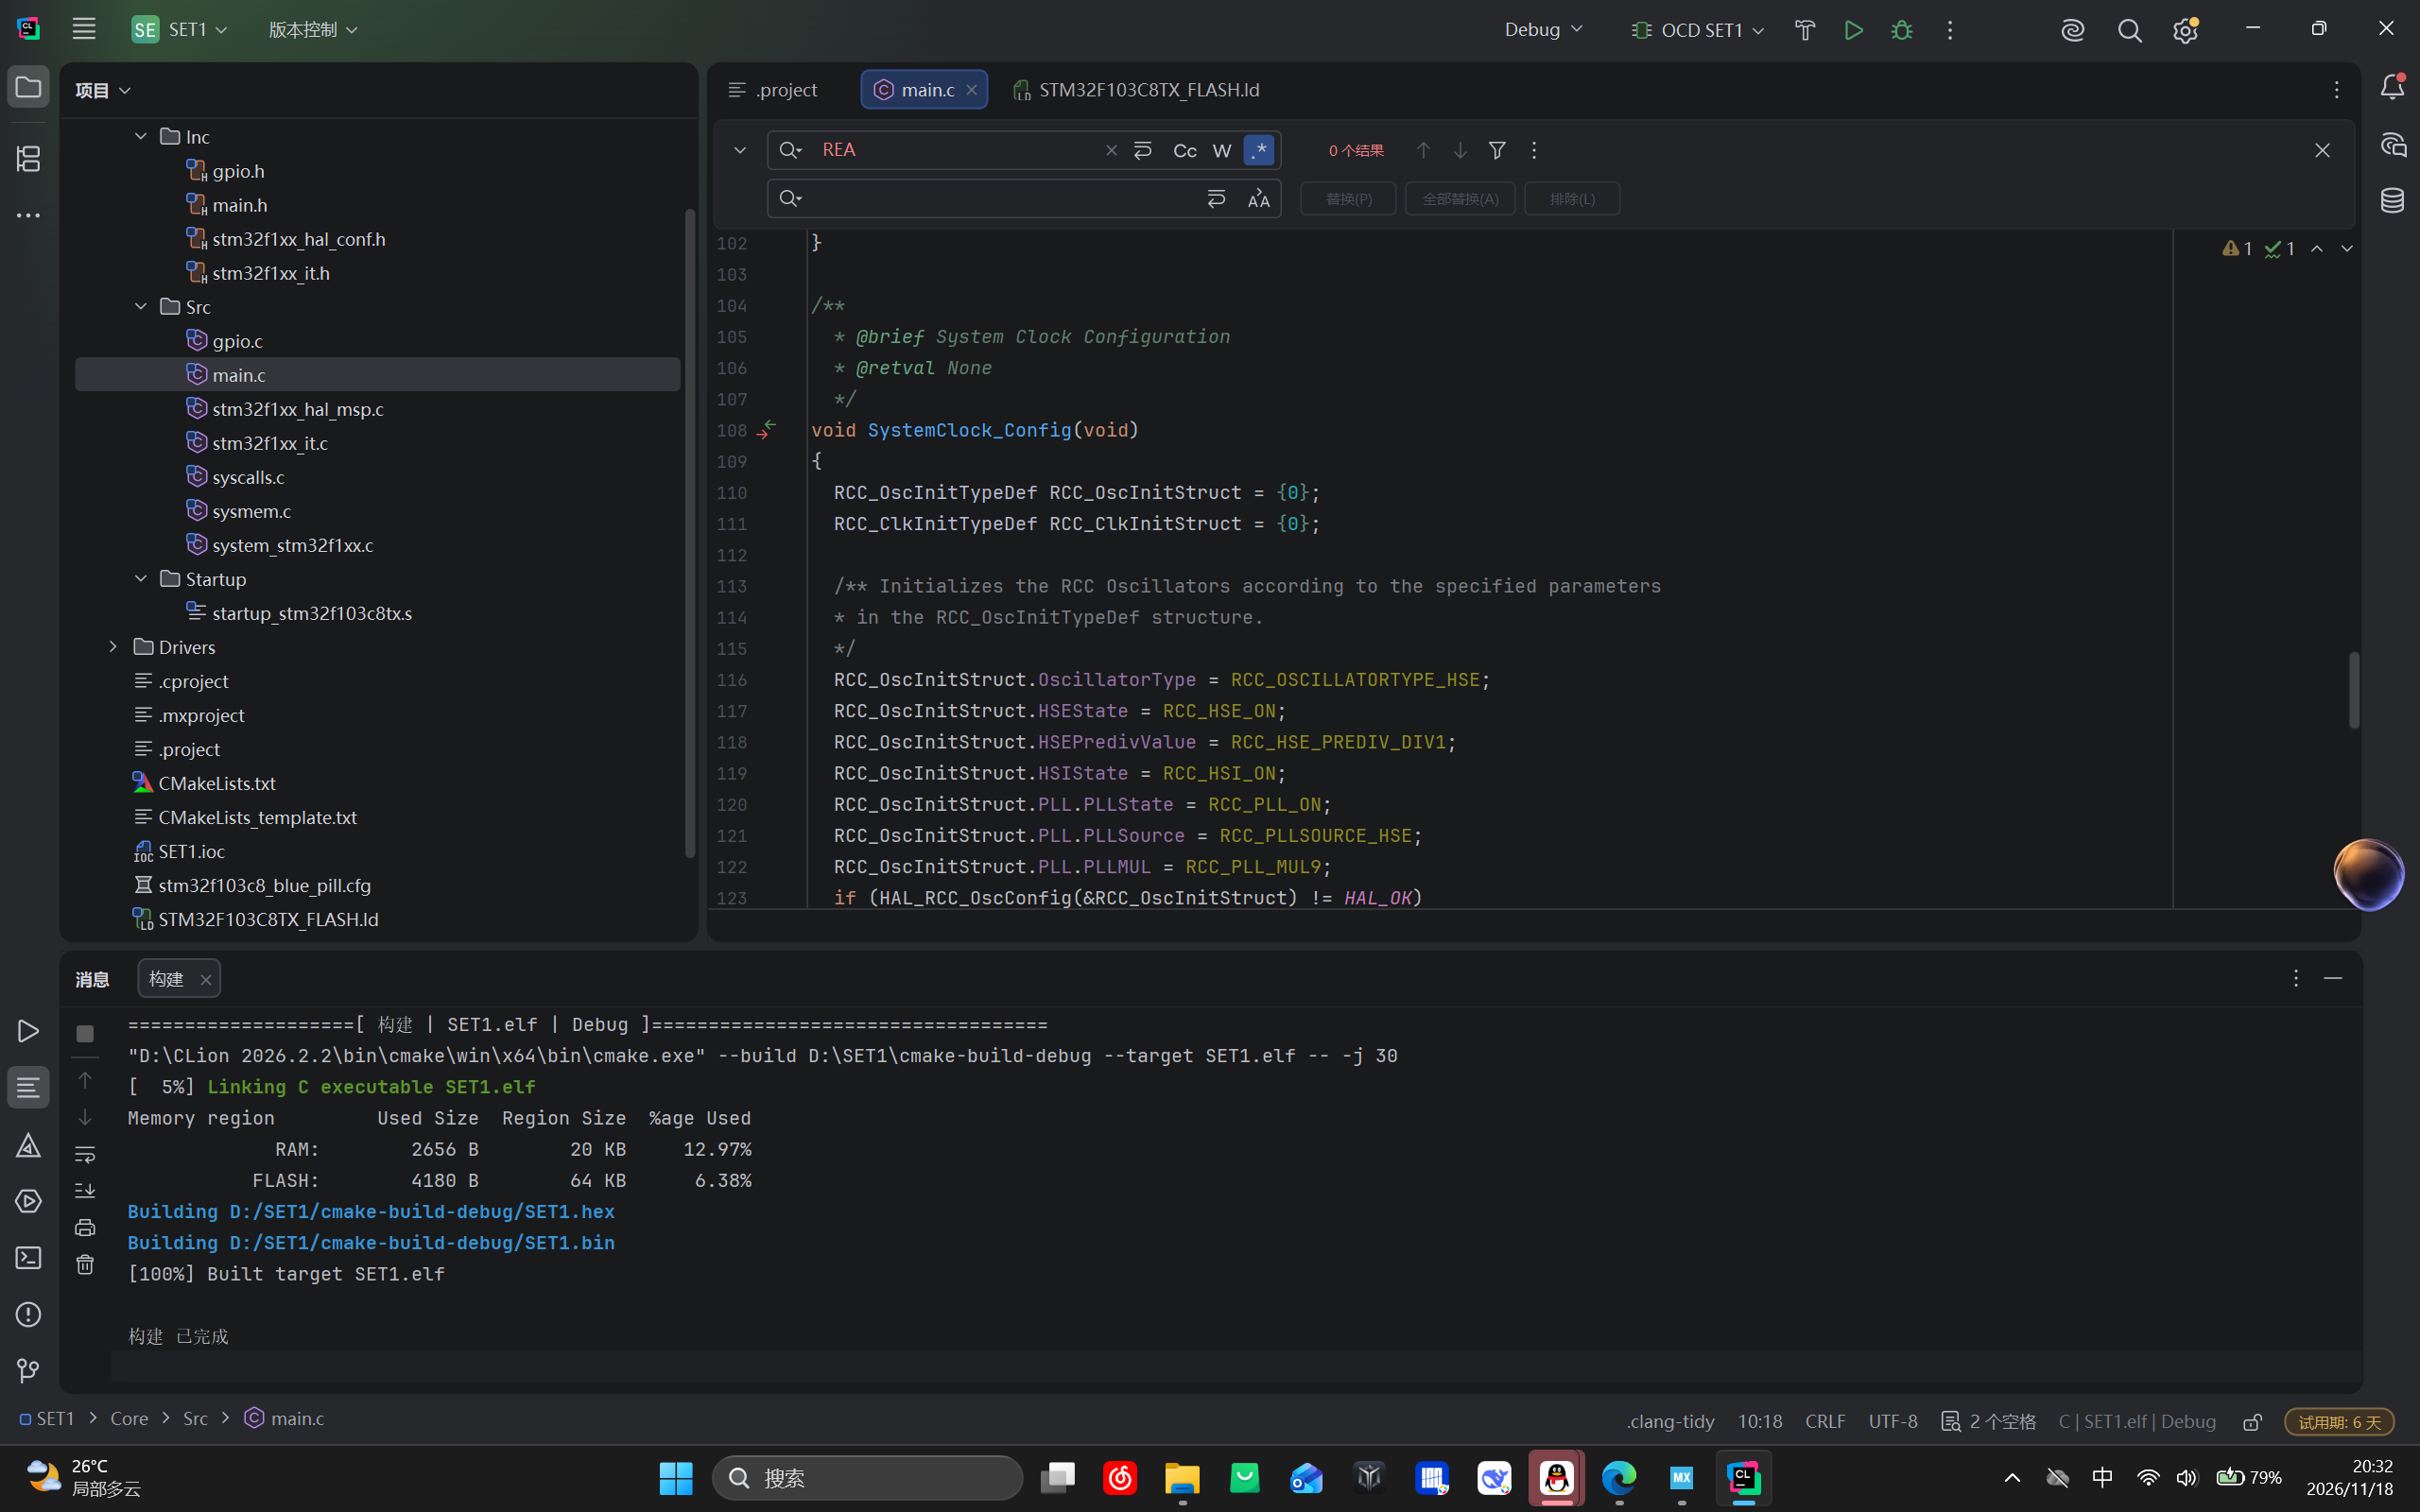 SE SET1 版本控制 Debug OCD SET1
项目
Inc
gpio.h
main.h
stm32f1xx_hal_conf.h
stm32f1xx_it.h
Src
gpio.c
main.c
stm32f1xx_hal_msp.c
stm32f1xx_it.c
syscalls.c
sysmem.c
system_stm32f1xx.c
Startup
startup_stm32f103c8tx.s
Drivers
.cproject
.mxproject
.project
CMakeLists.txt
CMakeLists_template.txt
SET1.ioc
stm32f103c8_blue_pill.cfg
STM32F103C8TX_FLASH.ld
.project main.c STM32F103C8TX_FLASH.ld
REA Cc W .* 0 个结果
替换(P) 全部替换(A) 排除(L)
1 1
102 }
103
104 /**
105 * @brief System Clock Configuration
106 * @retval None
107 */
108 void SystemClock_Config(void)
109 {
110 RCC_OscInitTypeDef RCC_OscInitStruct = {0};
111 RCC_ClkInitTypeDef RCC_ClkInitStruct = {0};
112
113 /** Initializes the RCC Oscillators according to the specified parameters
114 * in the RCC_OscInitTypeDef structure.
115 */
116 RCC_OscInitStruct.OscillatorType = RCC_OSCILLATORTYPE_HSE;
117 RCC_OscInitStruct.HSEState = RCC_HSE_ON;
118 RCC_OscInitStruct.HSEPredivValue = RCC_HSE_PREDIV_DIV1;
119 RCC_OscInitStruct.HSIState = RCC_HSI_ON;
120 RCC_OscInitStruct.PLL.PLLState = RCC_PLL_ON;
121 RCC_OscInitStruct.PLL.PLLSource = RCC_PLLSOURCE_HSE;
122 RCC_OscInitStruct.PLL.PLLMUL = RCC_PLL_MUL9;
123 if (HAL_RCC_OscConfig(&RCC_OscInitStruct) != HAL_OK)
消息 构建
====================[ 构建 | SET1.elf | Debug ]===================================
"D:\CLion 2026.2.2\bin\cmake\win\x64\bin\cmake.exe" --build D:\SET1\cmake-build-debug --target SET1.elf -- -j 30
[  5%] Linking C executable SET1.elf
Memory region Used Size Region Size %age Used
RAM: 2656 B 20 KB 12.97%
FLASH: 4180 B 64 KB 6.38%
Building D:/SET1/cmake-build-debug/SET1.hex
Building D:/SET1/cmake-build-debug/SET1.bin
[100%] Built target SET1.elf
构建 已完成
SET1 > Core > Src > main.c .clang-tidy 10:18 CRLF UTF-8 2 个空格 C | SET1.elf | Debug 试用期: 6 天
26°C
局部多云
搜索
中 79%
20:32
2026/11/18